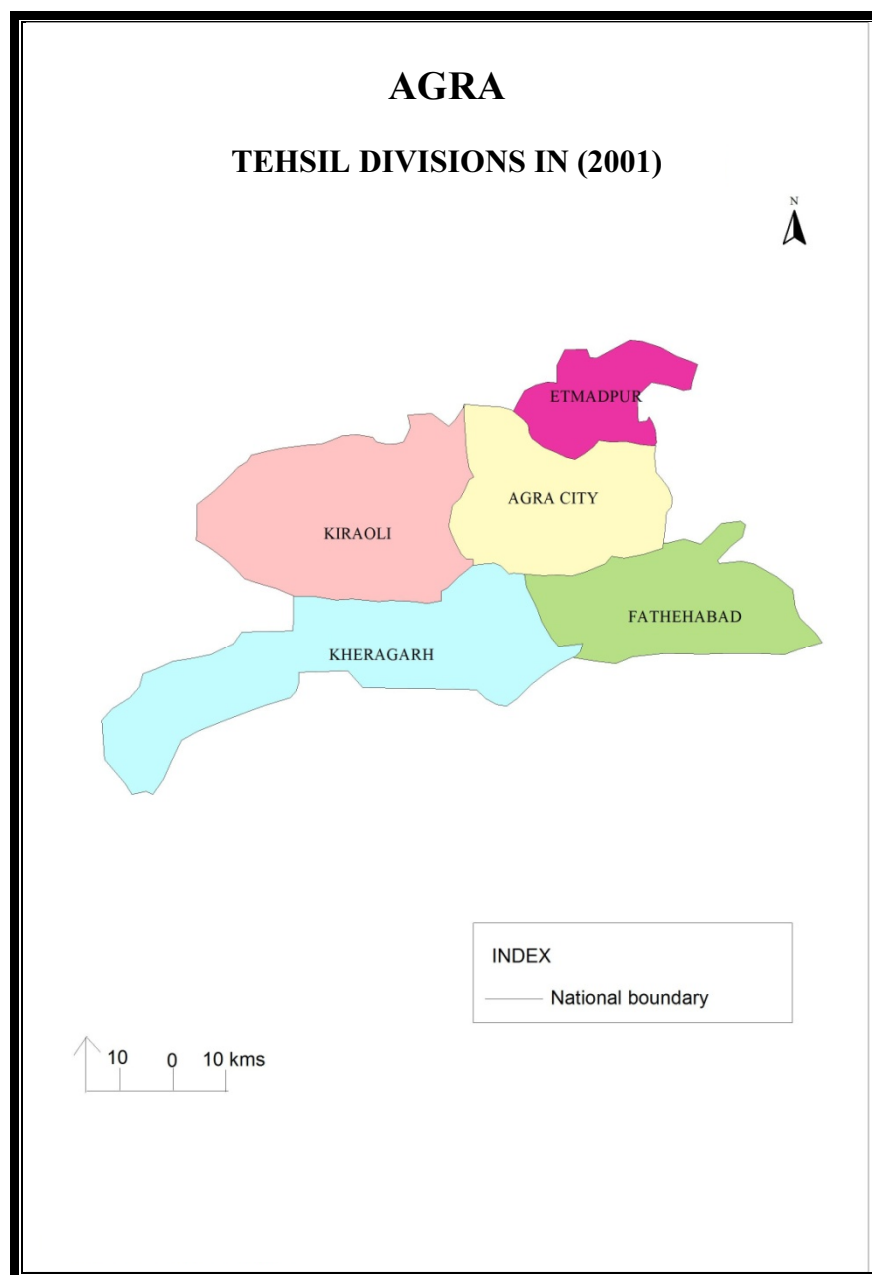 AGRA
TEHSIL DIVISIONS IN (2001)
N
ETMADPUR
AGRA CITY
KIRAOLI
FATHEHABAD
KHERAGARH
INDEX
National boundary
10 0 10 kms